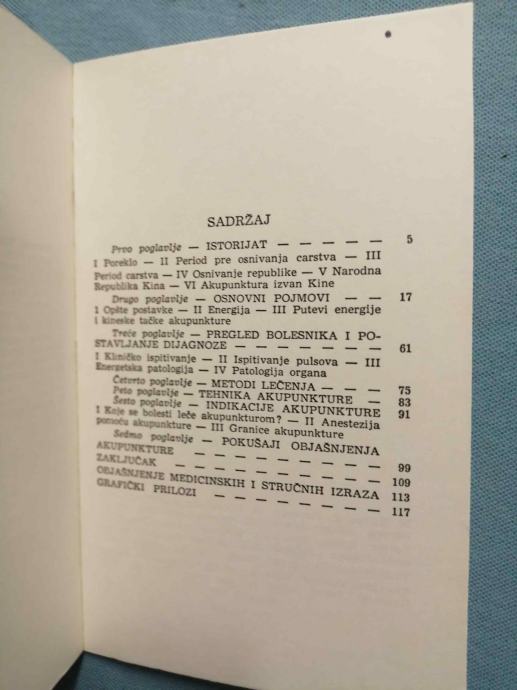 SADRŽAJ
Prvo poglavlje — ISTORIJAT — — — — — 5
I Poreklo — II Period pre osnivanja carstva — III
Period carstva — IV Osnivanje republike — V Narodna
Republika Kina — VI Akupunktura izvan Kine
Drugo poglavlje — OSNOVNI POJMOVI — — — 17
I Opšte postavke — II Energija — III Putevi energije
i kineske tačke akupunkture
Treće poglavlje — PREGLED BOLESNIKA I PO-
STAVLJANJE DIJAGNOZE — — — — — — — 61
I Kliničko ispitivanje — II Ispitivanje pulsova — III
Energetska patologija — IV Patologija organa
Četvrto poglavlje — METODI LEČENJA — — — 75
Peto poglavlje — TEHNIKA AKUPUNKTURE — 83
Šesto poglavlje — INDIKACIJE AKUPUNKTURE 91
I Koje se bolesti leče akupunkturom? — II Anestezija
pomoću akupunkture — III Granice akupunkture
Sedmo poglavlje — POKUŠAJI OBJAŠNJENJA
AKUPUNKTURE — — — — — — — — 99
ZAKLJUČAK — — — — — — — — — 109
OBJAŠNJENJE MEDICINSKIH I STRUČNIH IZRAZA 113
GRAFIČKI PRILOZI — — — — — — — — 117